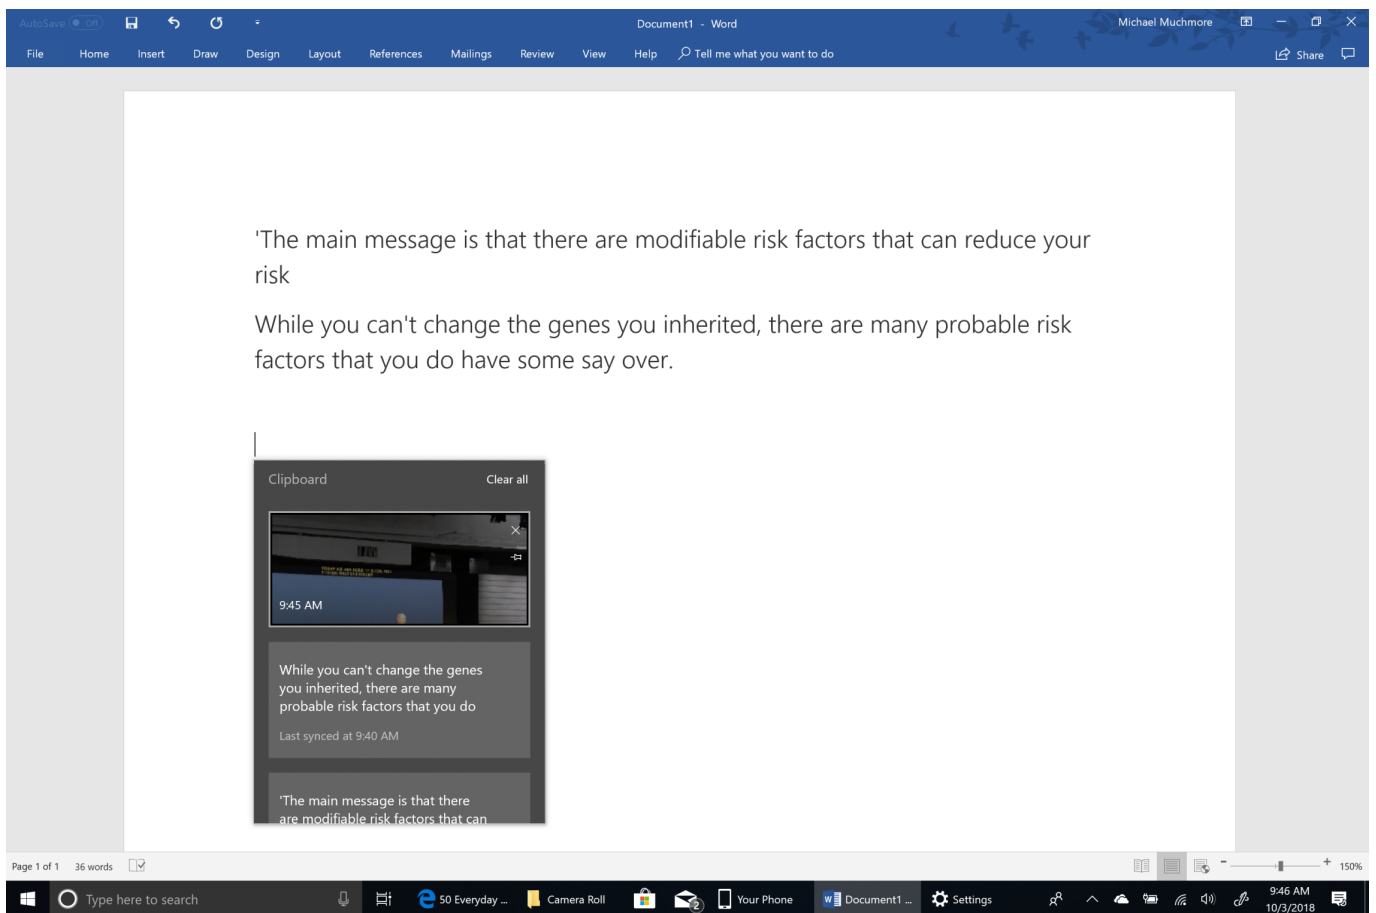 AutoSave Off
Document1 - Word
Michael Muchmore
File Home Insert Draw Design Layout References Mailings Review View Help Tell me what you want to do
Share
'The main message is that there are modifiable risk factors that can reduce your
risk
While you can't change the genes you inherited, there are many probable risk
factors that you do have some say over.
Clipboard Clear all
9:45 AM
While you can't change the genes
you inherited, there are many
probable risk factors that you do
Last synced at 9:40 AM
'The main message is that there
are modifiable risk factors that can
Page 1 of 1 36 words
150%
Type here to search
50 Everyday ...
Camera Roll
2
Your Phone
Document1 ...
Settings
9:46 AM
10/3/2018